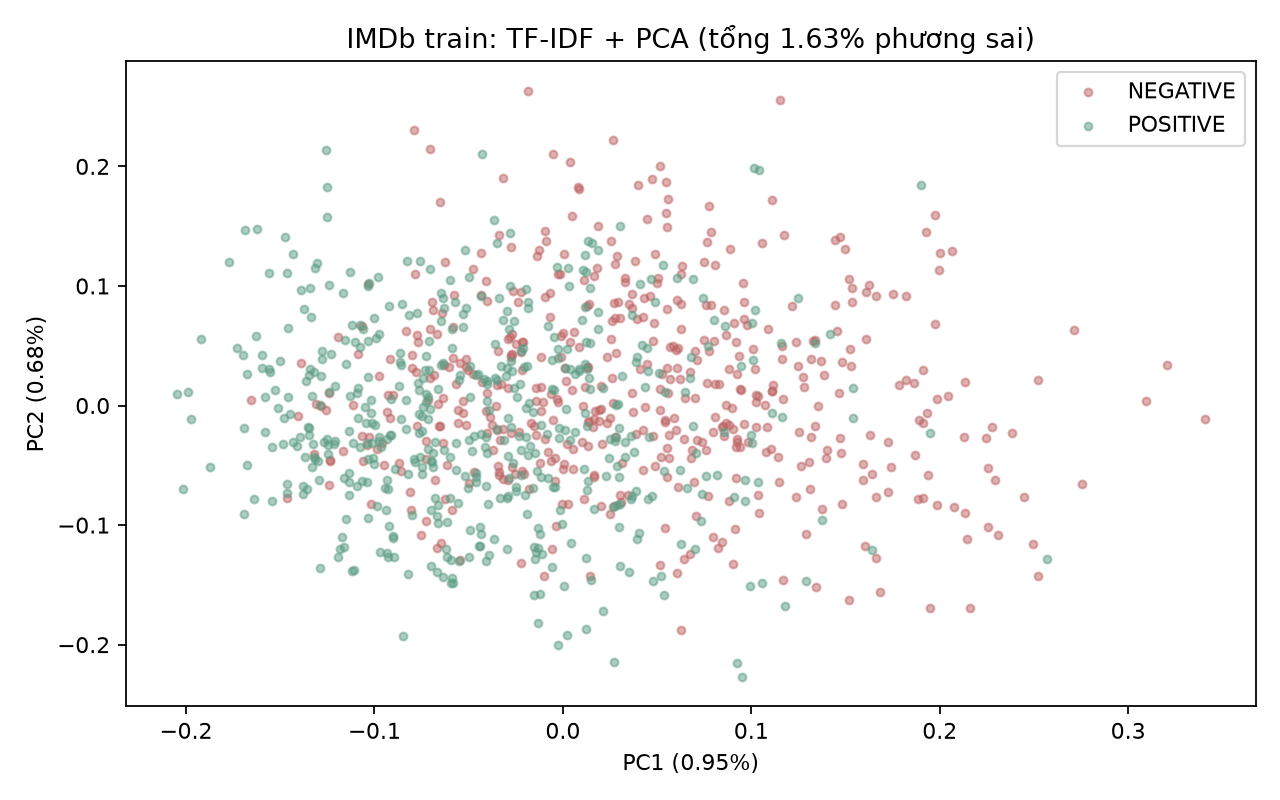 IMDb train: TF-IDF + PCA (tổng 1.63% phương sai)
NEGATIVE
POSITIVE
0.2
0.1
0.0
−0.1
−0.2
PC2 (0.68%)
−0.2
−0.1
0.0
0.1
0.2
0.3
PC1 (0.95%)